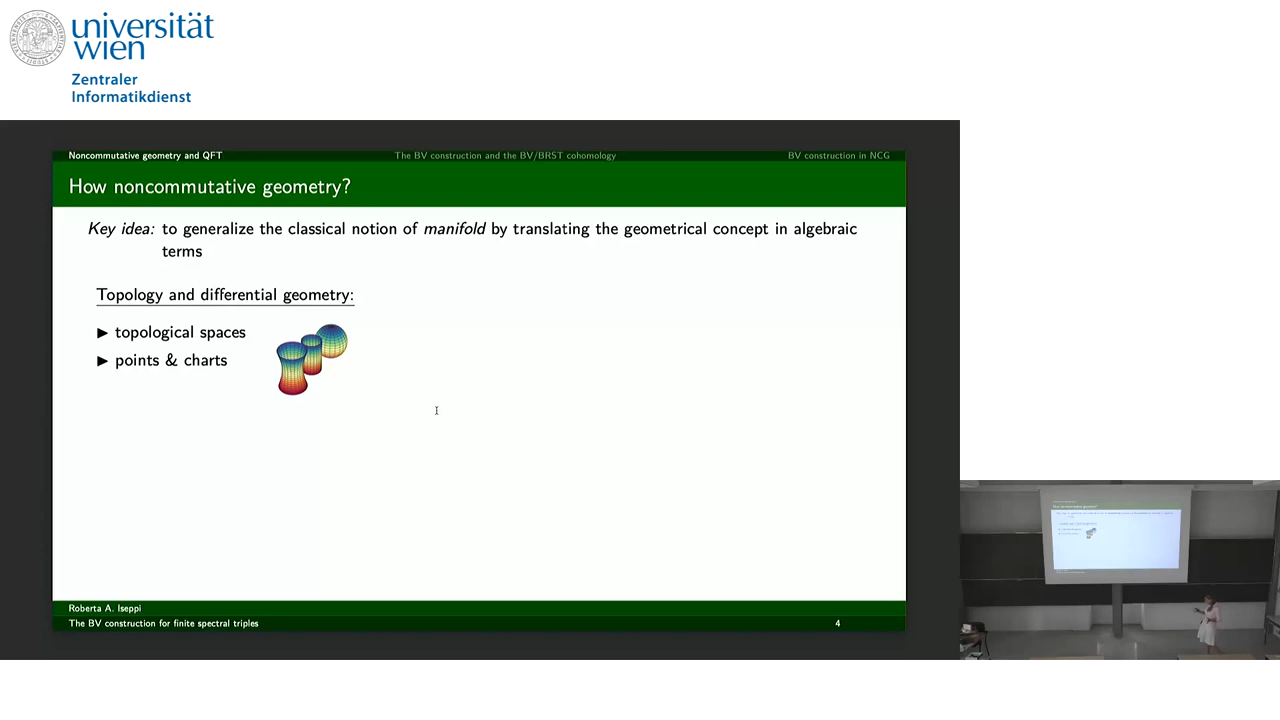 universität
wien
Zentraler
Informatikdienst
Noncommutative geometry and QFT
The BV construction and the BV/BRST cohomology
BV construction in NCG
How noncommutative geometry?
Key idea: to generalize the classical notion of manifold by translating the geometrical concept in algebraic
terms
Topology and differential geometry:
▶ topological spaces
▶ points & charts
Roberta A. Iseppi
The BV construction for finite spectral triples
4